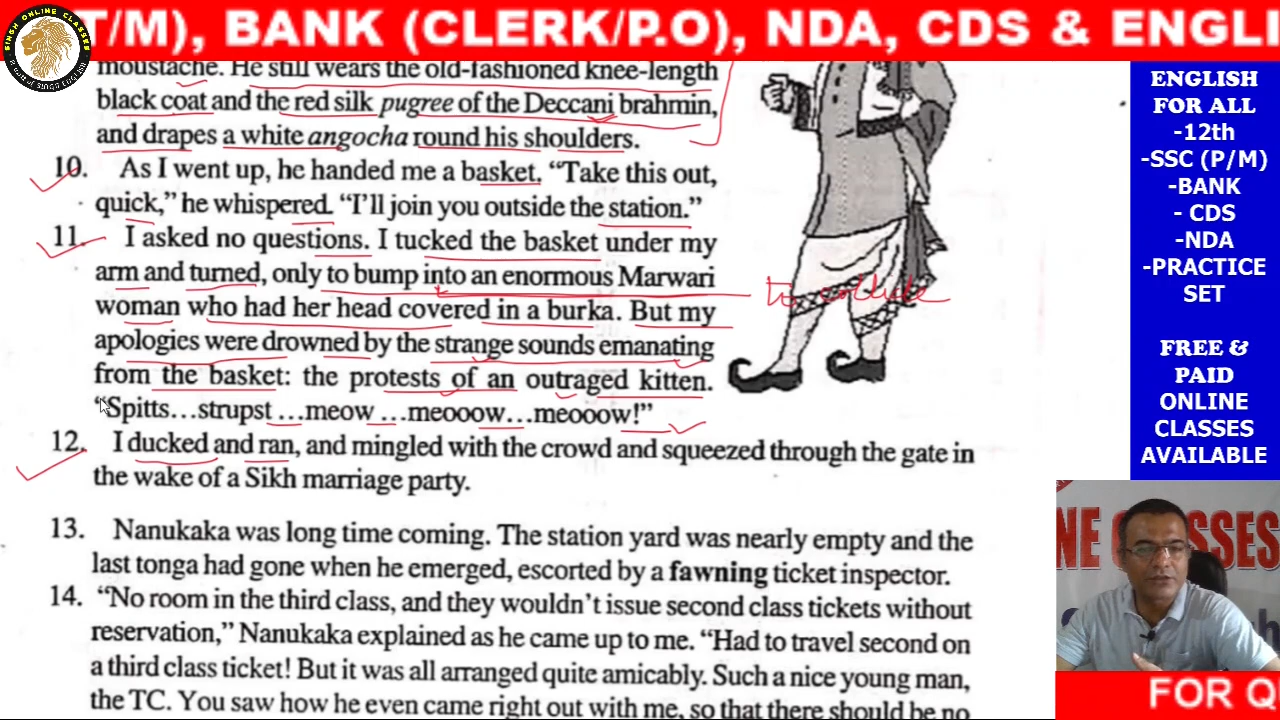 T/M), BANK (CLERK/P.O), NDA, CDS & ENGLI
SINGH ONLINE CLASSES
moustache. He still wears the old-fashioned knee-length
black coat and the red silk pugree of the Deccani brahmin,
and drapes a white angocha round his shoulders.
10. As I went up, he handed me a basket. “Take this out,
quick,” he whispered. “I’ll join you outside the station.”
11. I asked no questions. I tucked the basket under my
arm and turned, only to bump into an enormous Marwari
to collide
woman who had her head covered in a burka. But my
apologies were drowned by the strange sounds emanating
from the basket: the protests of an outraged kitten.
“Spitts...strupst ...meow ...meooow...meooow!”
12. I ducked and ran, and mingled with the crowd and squeezed through the gate in
the wake of a Sikh marriage party.
13. Nanukaka was long time coming. The station yard was nearly empty and the
last tonga had gone when he emerged, escorted by a fawning ticket inspector.
14. “No room in the third class, and they wouldn’t issue second class tickets without
reservation,” Nanukaka explained as he came up to me. “Had to travel second on
a third class ticket! But it was all arranged quite amicably. Such a nice young man,
the TC. You saw how he even came right out with me, so that there should be no
ENGLISH
FOR ALL
-12th
-SSC (P/M)
-BANK
- CDS
-NDA
-PRACTICE
SET
FREE &
PAID
ONLINE
CLASSES
AVAILABLE
NE CLASSES
FOR Q